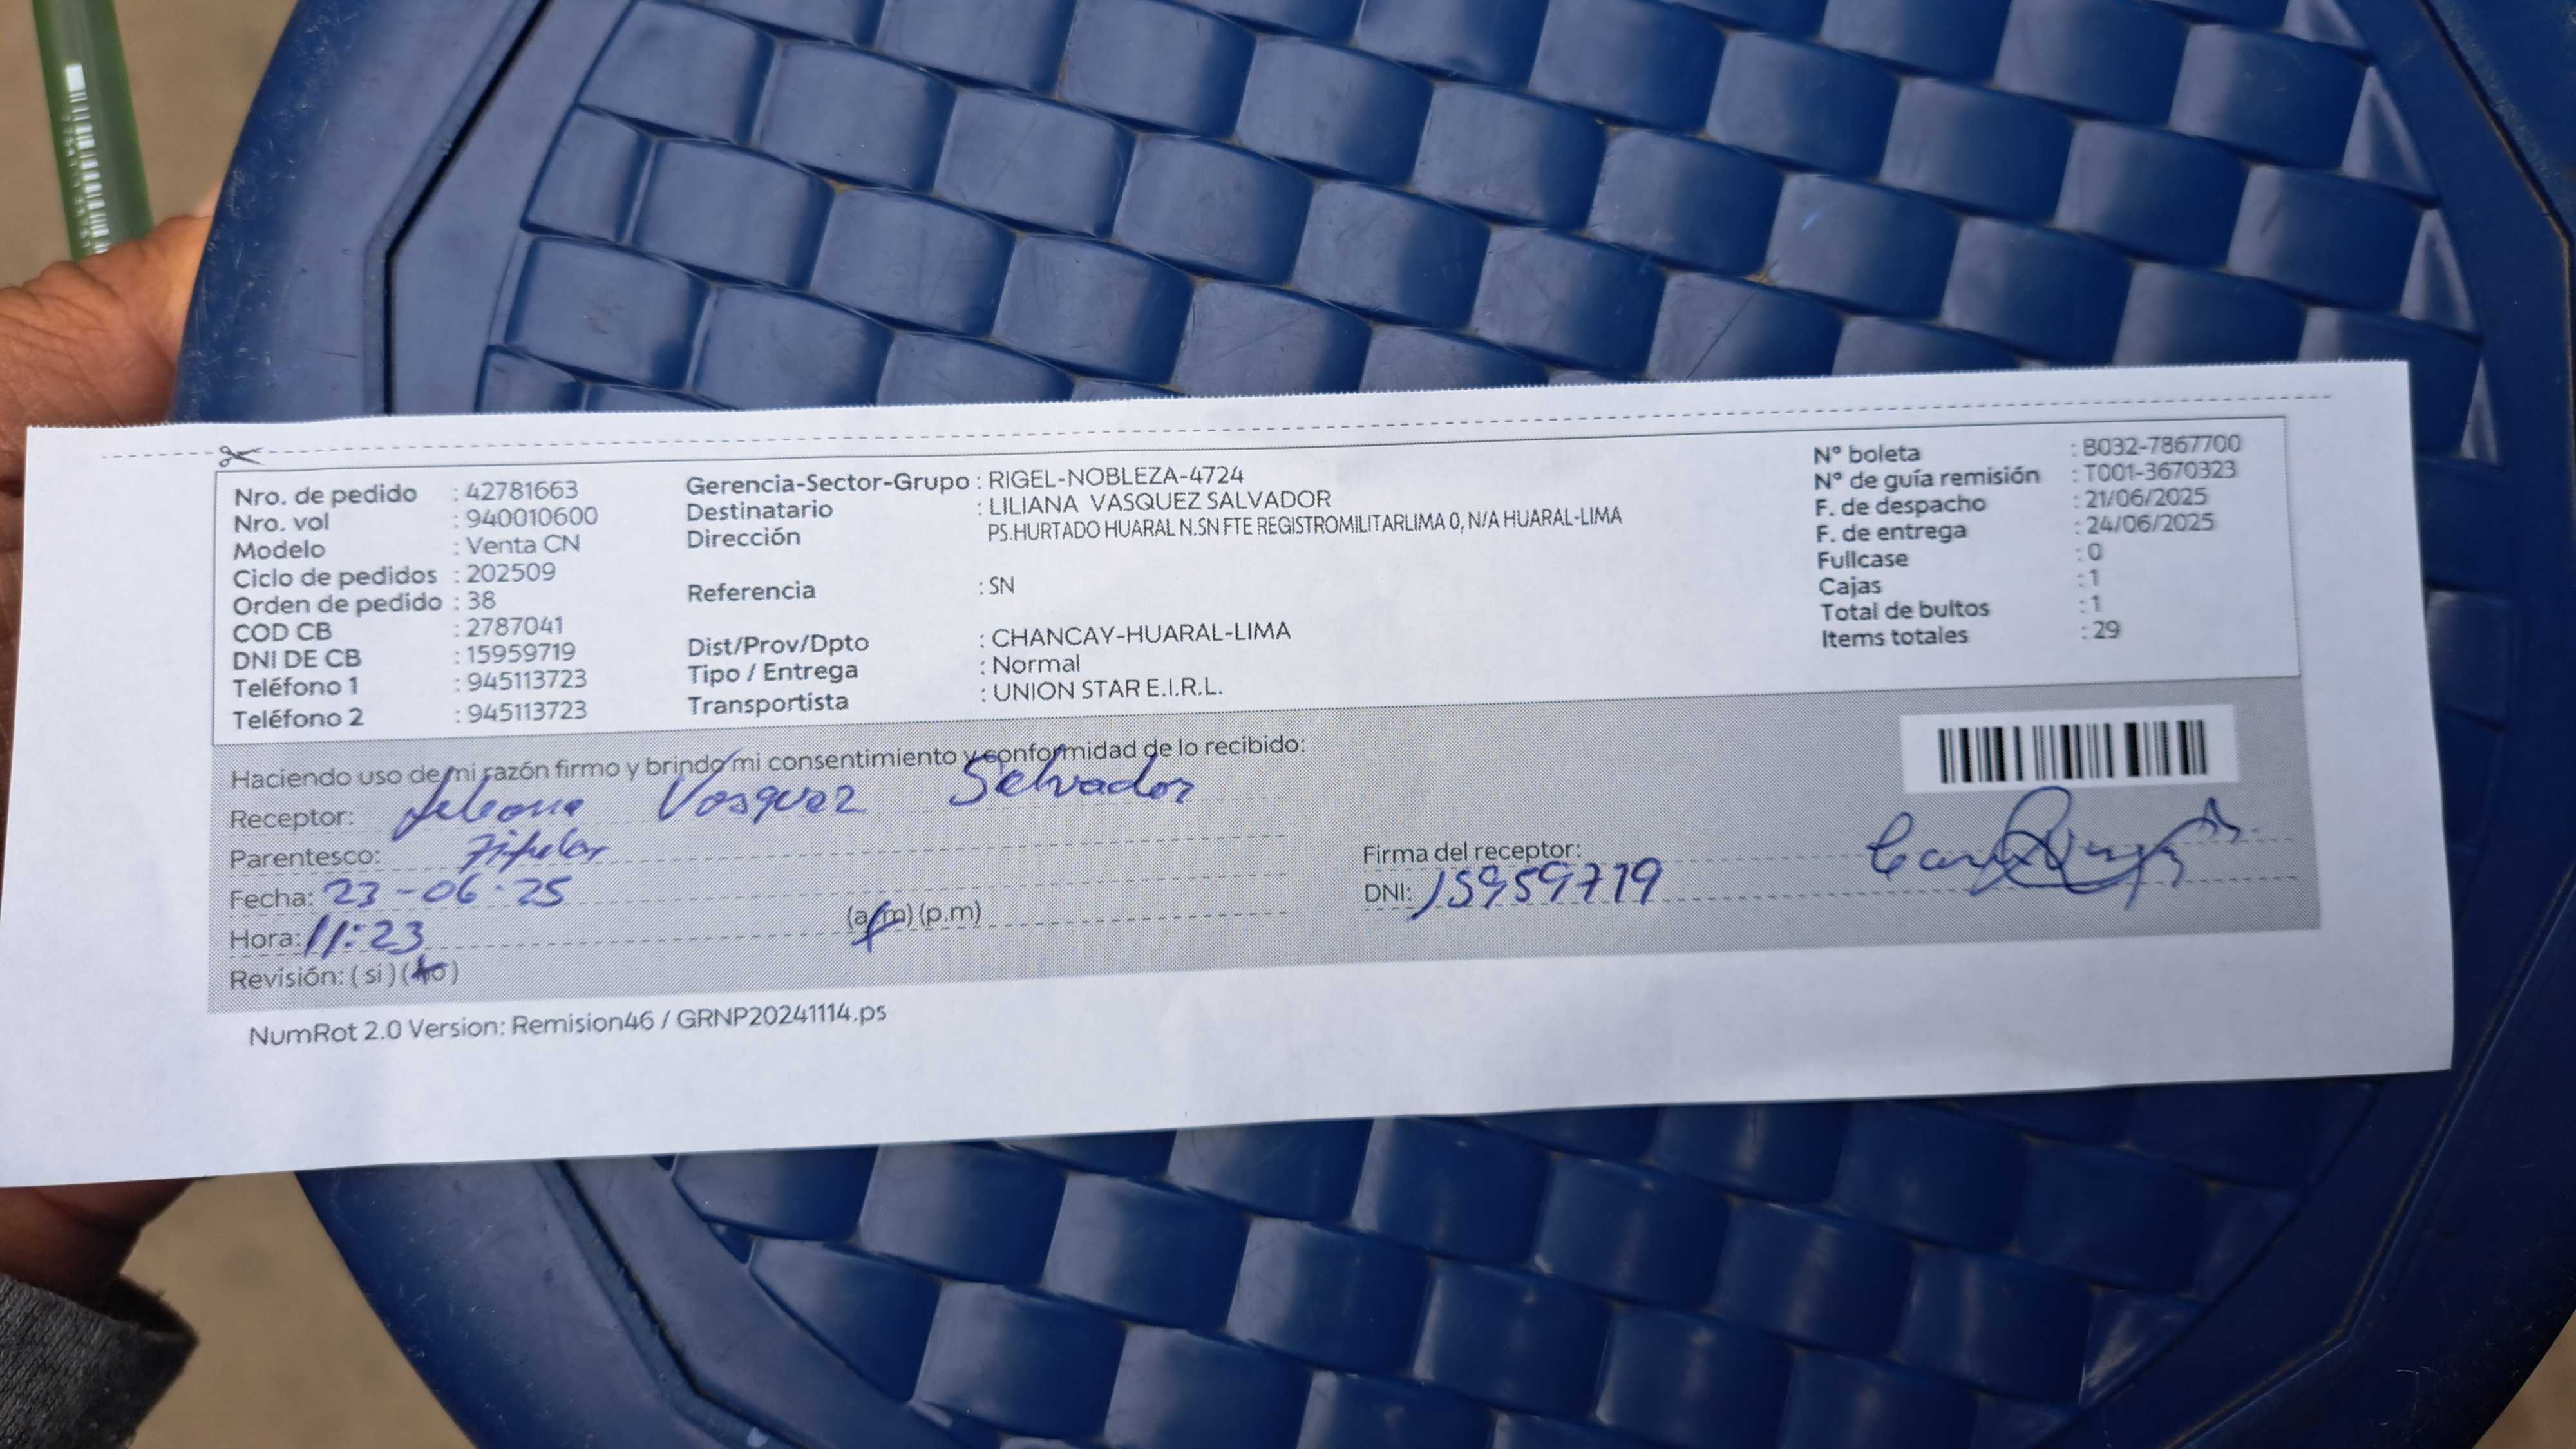 Nro. de pedido : 42781663
Nro. vol : 940010600
Modelo : Venta CN
Ciclo de pedidos : 202509
Orden de pedido : 38
COD CB : 2787041
DNI DE CB : 15959719
Teléfono 1 : 945113723
Teléfono 2 : 945113723
Gerencia-Sector-Grupo : RIGEL-NOBLEZA-4724
Destinatario : LILIANA VASQUEZ SALVADOR
Dirección PS.HURTADO HUARAL N.SN FTE REGISTROMILITARLIMA 0, N/A HUARAL-LIMA
Referencia : SN
Dist/Prov/Dpto : CHANCAY-HUARAL-LIMA
Tipo / Entrega : Normal
Transportista : UNION STAR E.I.R.L.
N° boleta : B032-7867700
N° de guía remisión : T001-3670323
F. de despacho : 21/06/2025
F. de entrega : 24/06/2025
Fullcase : 0
Cajas : 1
Total de bultos : 1
Items totales : 29
Haciendo uso de mi razón firmo y brindo mi consentimiento y conformidad de lo recibido:
Receptor: Vasquez Salvador
Parentesco: Titular
Fecha: 23-06-25
Hora: 11:23 (a.m) (p.m)
Revisión: ( si ) (no)
Firma del receptor:
DNI: 15959719
NumRot 2.0 Version: Remision46 / GRNP20241114.ps